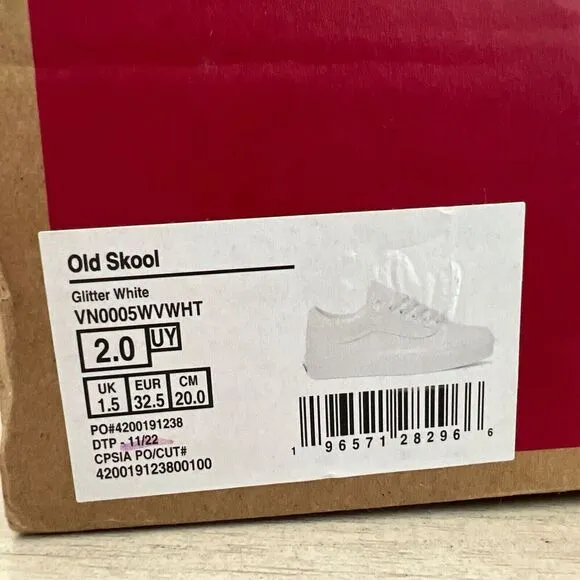 Old Skool
Glitter White
VN0005WVWHT
2.0 UY
UK EUR CM
1.5 32.5 20.0
PO#4200191238
DTP - 11/22
CPSIA PO/CUT#
420019123800100
1 96571 28296 6